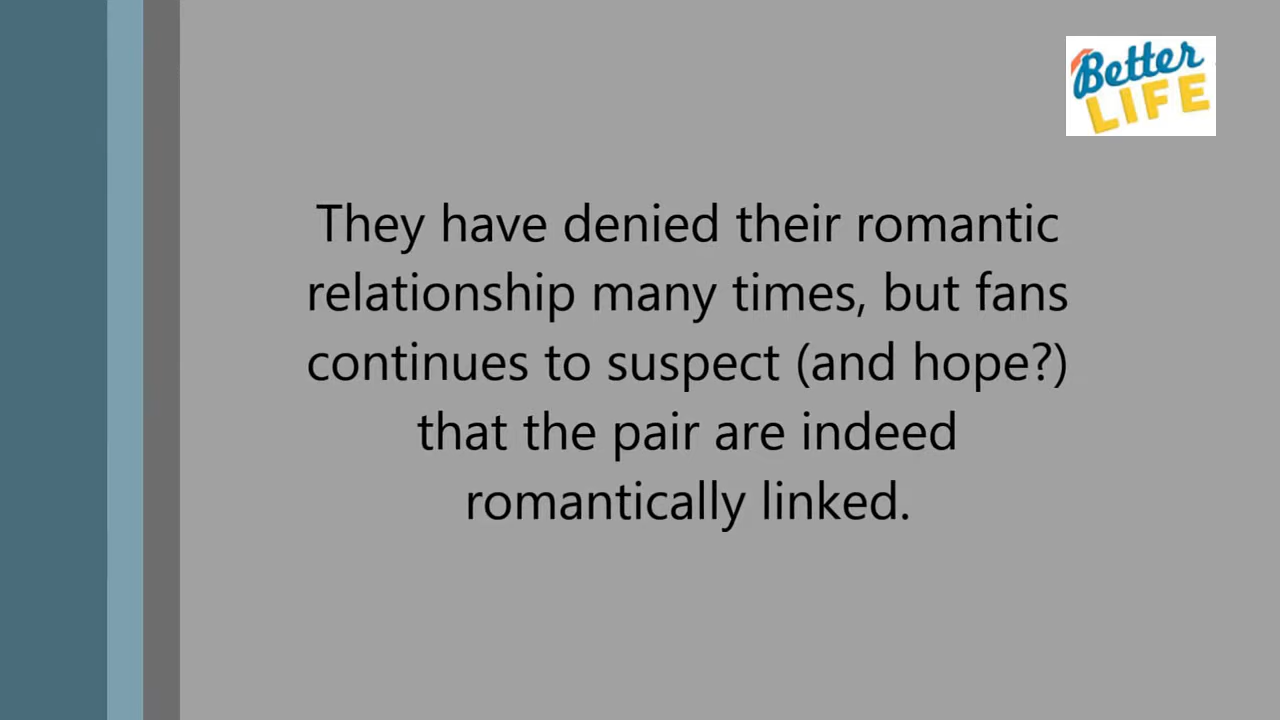 Better
LIFE
They have denied their romantic
relationship many times, but fans
continues to suspect (and hope?)
that the pair are indeed
romantically linked.